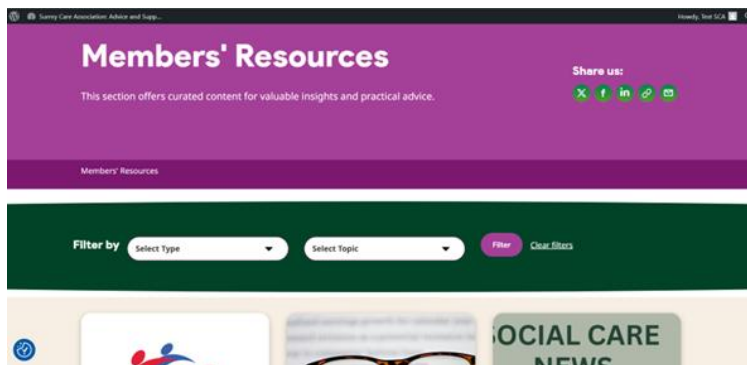 Surrey Care Association: Advice and Supp...
Howdy, Test SCA
Members' Resources
This section offers curated content for valuable insights and practical advice.
Share us:
Members' Resources
Filter by
Select Type
Select Topic
Filter
Clear filters
SOCIAL CARE
NEWS